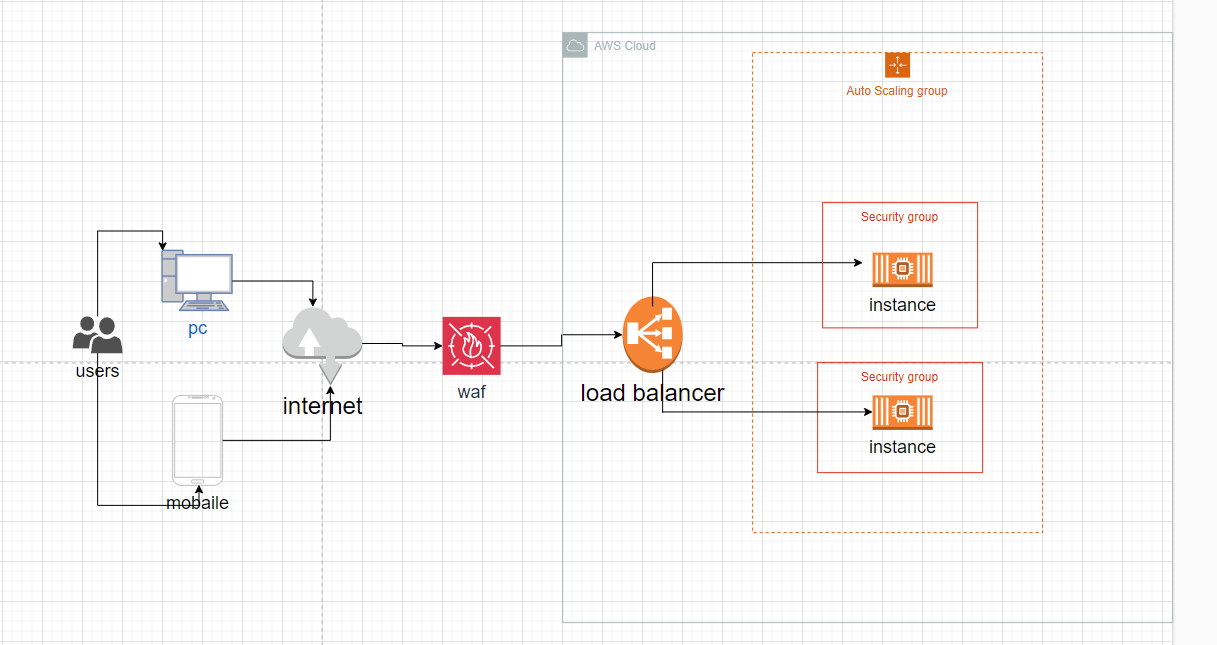 AWS Cloud
Auto Scaling group
Security group
instance
pc
users
internet
waf
load balancer
Security group
instance
mobaile